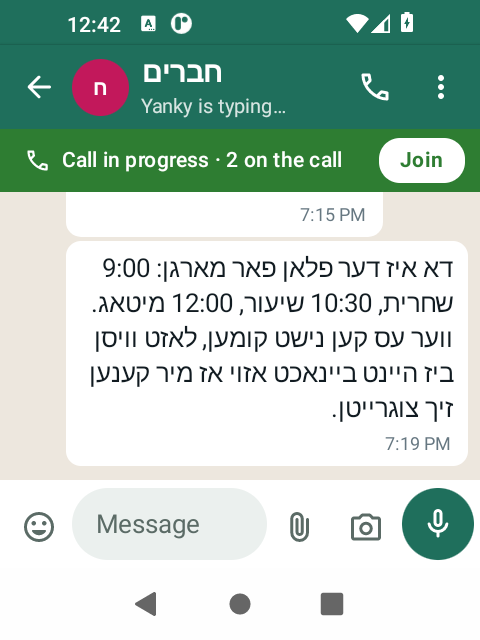 12:42
חברים
ח
Yanky is typing…
Call in progress · 2 on the call
Join
7:15 PM
דא איז דער פלאן פאר מארגן: 9:00
שחרית, 10:30 שיעור, 12:00 מיטאג.
ווער עס קען נישט קומען, לאזט וויסן
ביז היינט ביינאכט אזוי אז מיר קענען
זיך צוגרייטן.
7:19 PM
Message